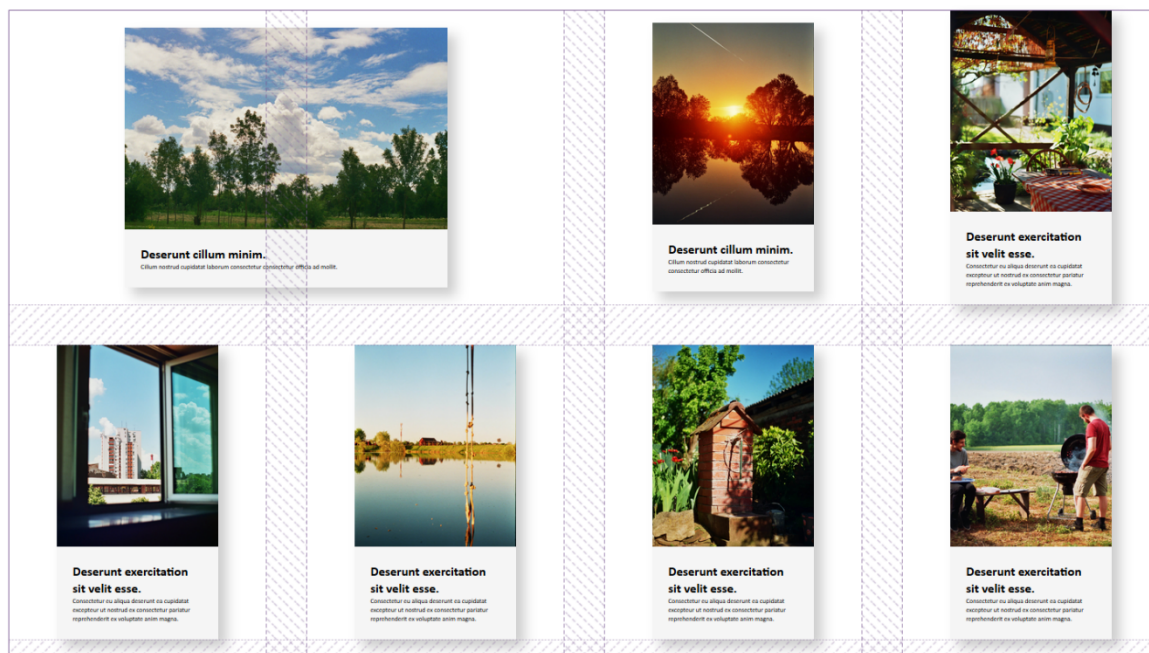 Deserunt cillum minim.
Cillum nostrud cupidatat laborum consectetur consectetur officia ad mollit.
Deserunt cillum minim.
Cillum nostrud cupidatat laborum consectetur
consectetur officia ad mollit.
Deserunt exercitation
sit velit esse.
Consectetur eu aliqua deserunt ea cupidatat
excepteur ut nostrud ex consectetur pariatur
reprehenderit ex voluptate anim magna.
Deserunt exercitation
sit velit esse.
Consectetur eu aliqua deserunt ea cupidatat
excepteur ut nostrud ex consectetur pariatur
reprehenderit ex voluptate anim magna.
Deserunt exercitation
sit velit esse.
Consectetur eu aliqua deserunt ea cupidatat
excepteur ut nostrud ex consectetur pariatur
reprehenderit ex voluptate anim magna.
Deserunt exercitation
sit velit esse.
Consectetur eu aliqua deserunt ea cupidatat
excepteur ut nostrud ex consectetur pariatur
reprehenderit ex voluptate anim magna.
Deserunt exercitation
sit velit esse.
Consectetur eu aliqua deserunt ea cupidatat
excepteur ut nostrud ex consectetur pariatur
reprehenderit ex voluptate anim magna.